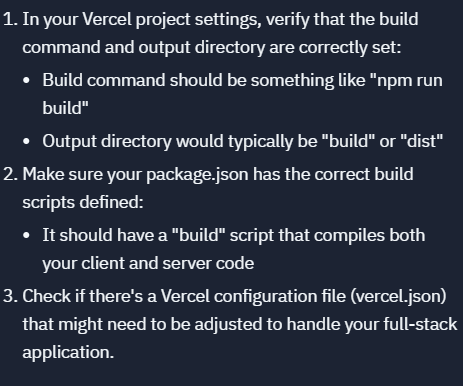 1. In your Vercel project settings, verify that the build
command and output directory are correctly set:
• Build command should be something like "npm run
build"
• Output directory would typically be "build" or "dist"
2. Make sure your package.json has the correct build
scripts defined:
• It should have a "build" script that compiles both
your client and server code
3. Check if there's a Vercel configuration file (vercel.json)
that might need to be adjusted to handle your full-stack
application.